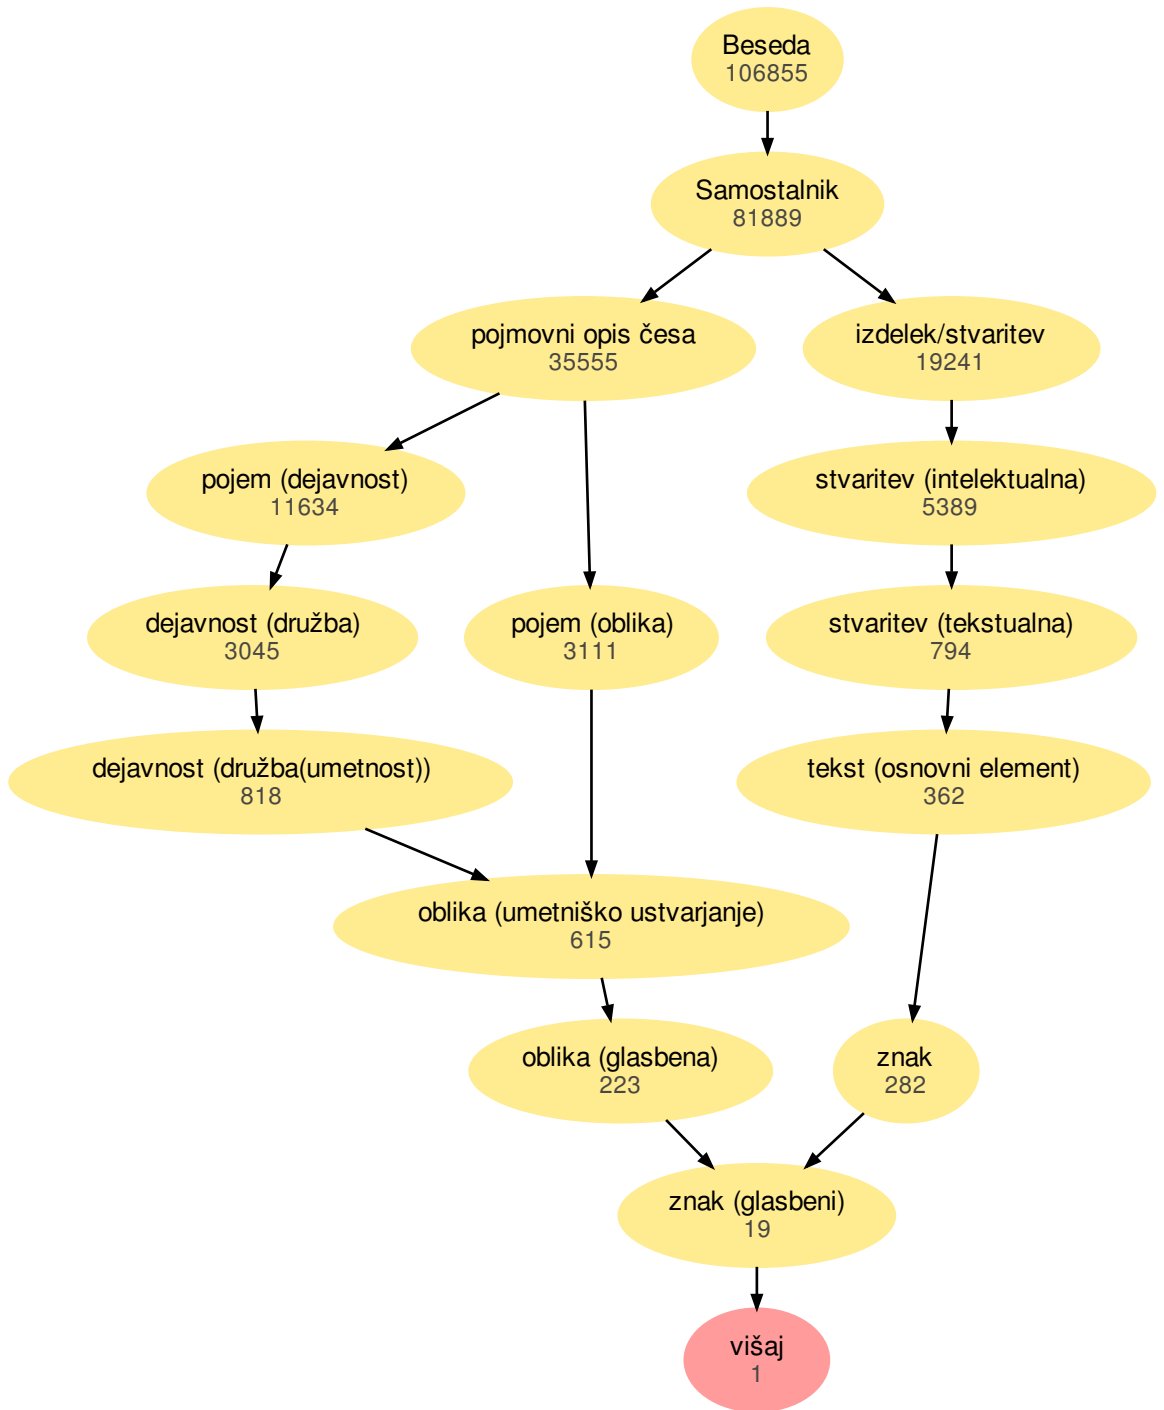 Beseda
106855
Samostalnik
81889
pojmovni opis česa
35555
izdelek/stvaritev
19241
pojem (dejavnost)
11634
stvaritev (intelektualna)
5389
dejavnost (družba)
3045
pojem (oblika)
3111
stvaritev (tekstualna)
794
dejavnost (družba(umetnost))
818
tekst (osnovni element)
362
oblika (umetniško ustvarjanje)
615
oblika (glasbena)
223
znak
282
znak (glasbeni)
19
višaj
1